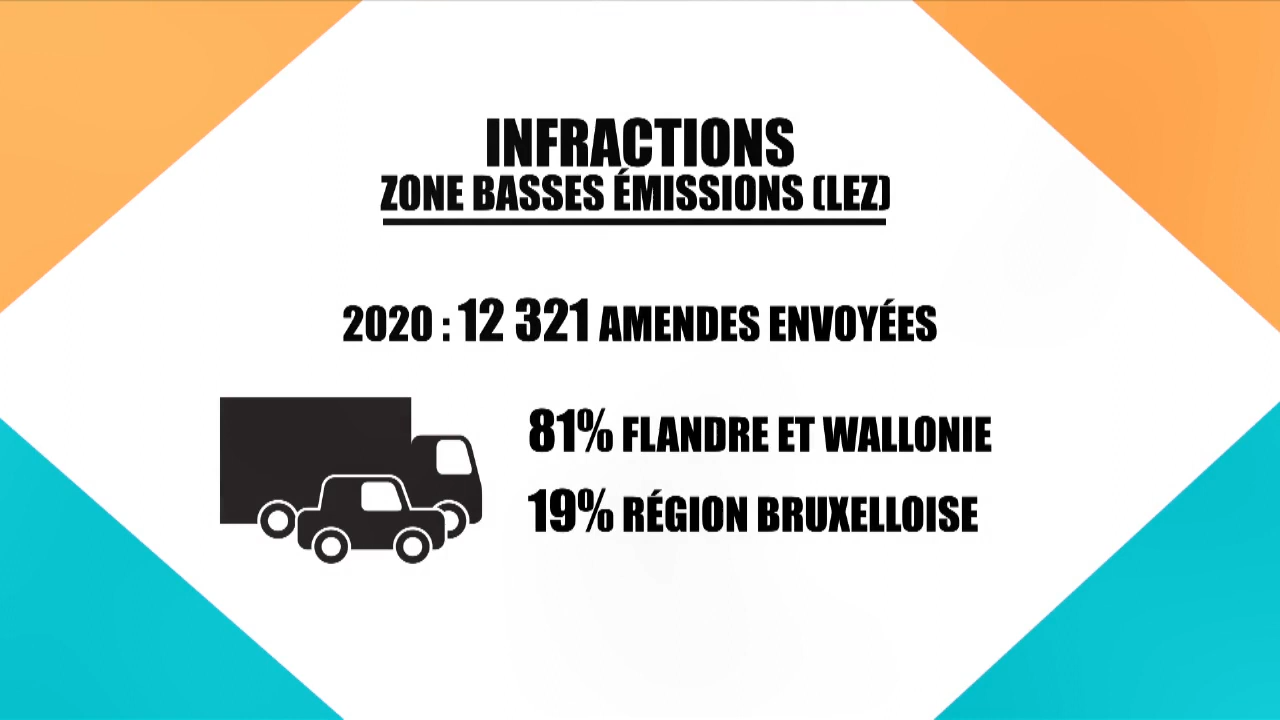 INFRACTIONS
ZONE BASSES ÉMISSIONS (LEZ)
2020 : 12 321 AMENDES ENVOYÉES
81% FLANDRE ET WALLONIE
19% RÉGION BRUXELLOISE